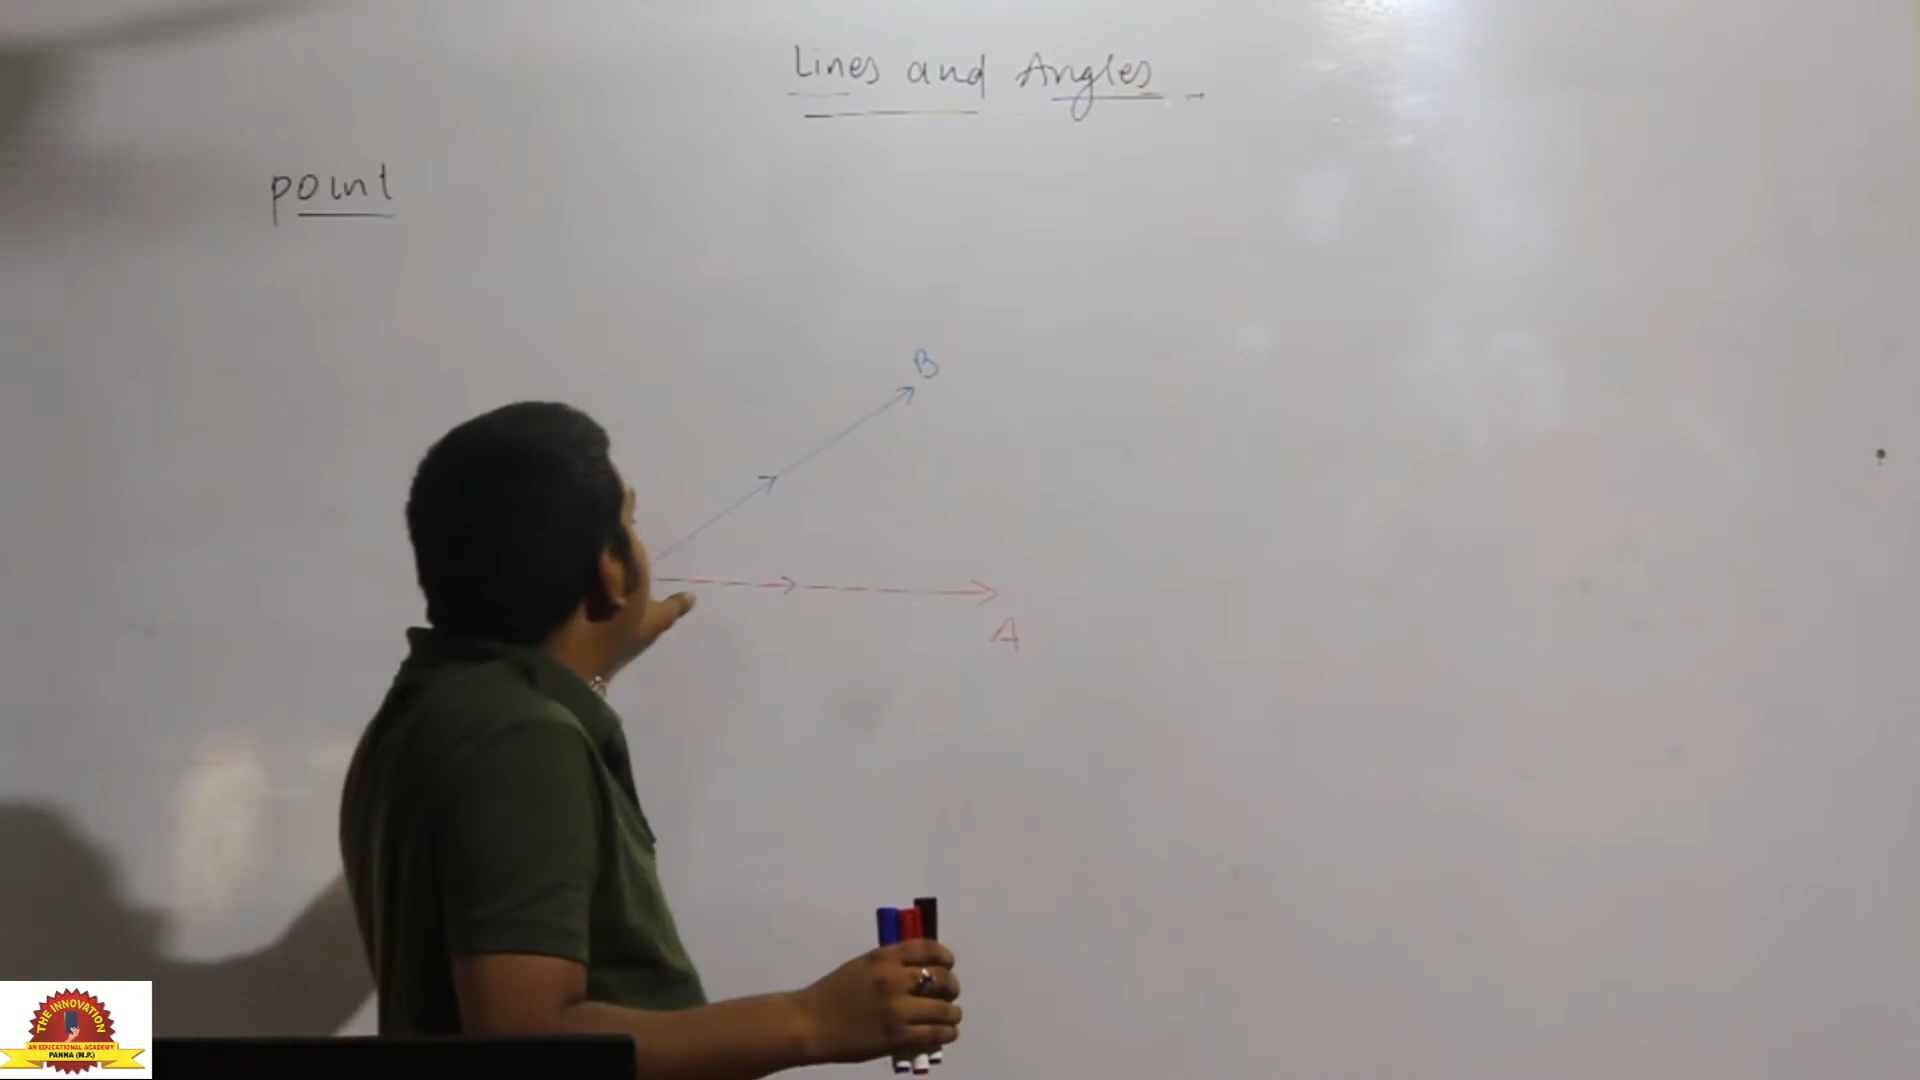 Lines and Angles
point
B
A
THE INNOVATION
AN EDUCATIONAL ACADEMY
PANNA (M.P.)